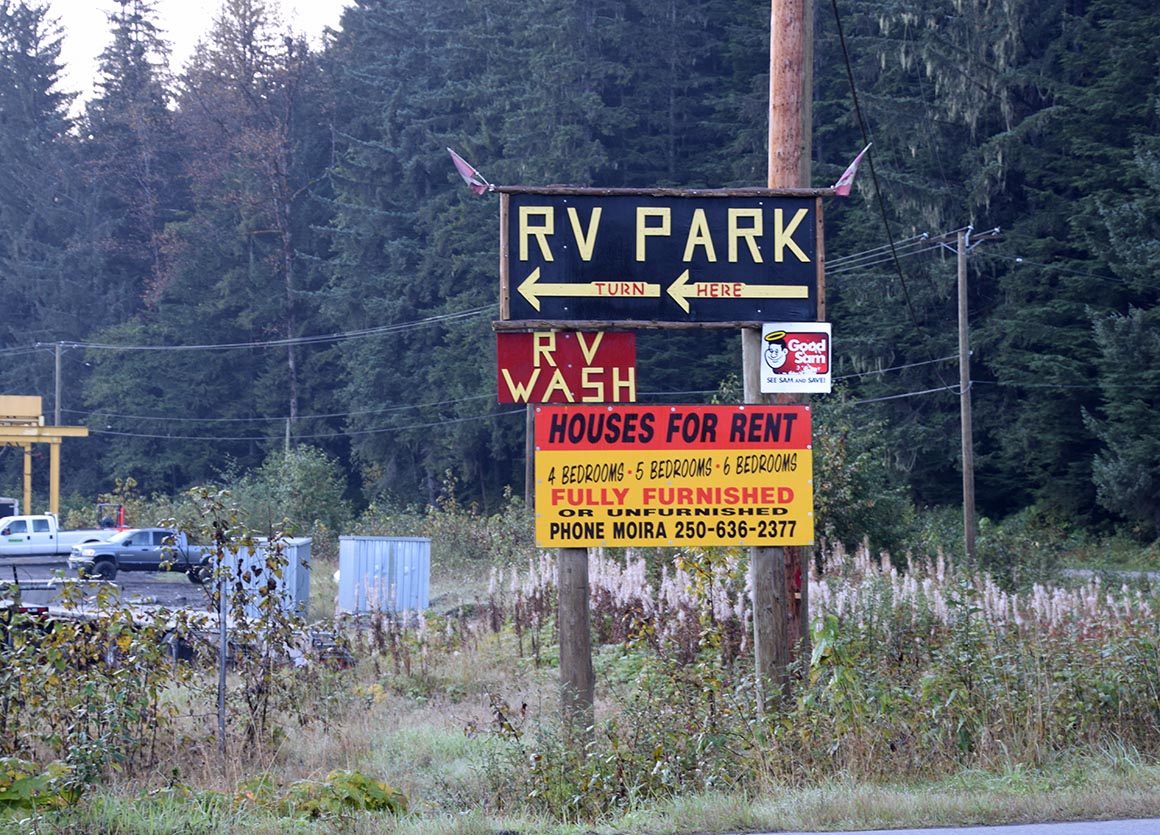 RV PARK
TURN HERE
RV
WASH
Good
Sam
SEE SAM AND SAVE!
HOUSES FOR RENT
4 BEDROOMS • 5 BEDROOMS • 6 BEDROOMS
FULLY FURNISHED
OR UNFURNISHED
PHONE MOIRA 250-636-2377